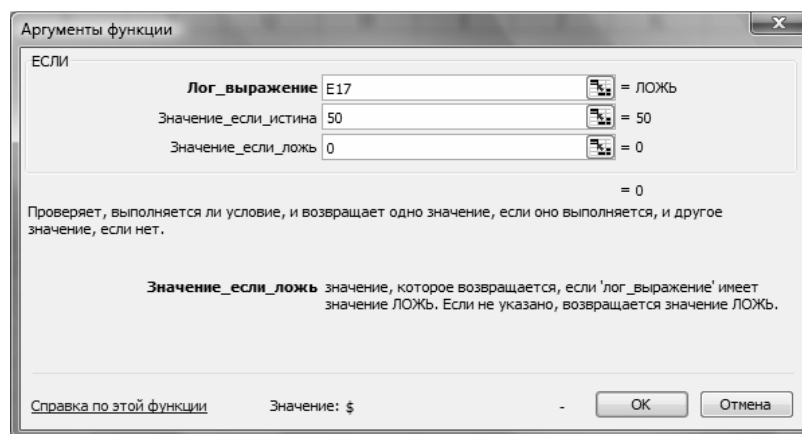 Аргументы функции
ЕСЛИ
Лог_выражение E17 = ЛОЖЬ
Значение_если_истина 50 = 50
Значение_если_ложь 0 = 0
= 0
Проверяет, выполняется ли условие, и возвращает одно значение, если оно выполняется, и другое
значение, если нет.
Значение_если_ложь значение, которое возвращается, если 'лог_выражение' имеет
значение ЛОЖЬ. Если не указано, возвращается значение ЛОЖЬ.
Справка по этой функции Значение: $ - ОК Отмена